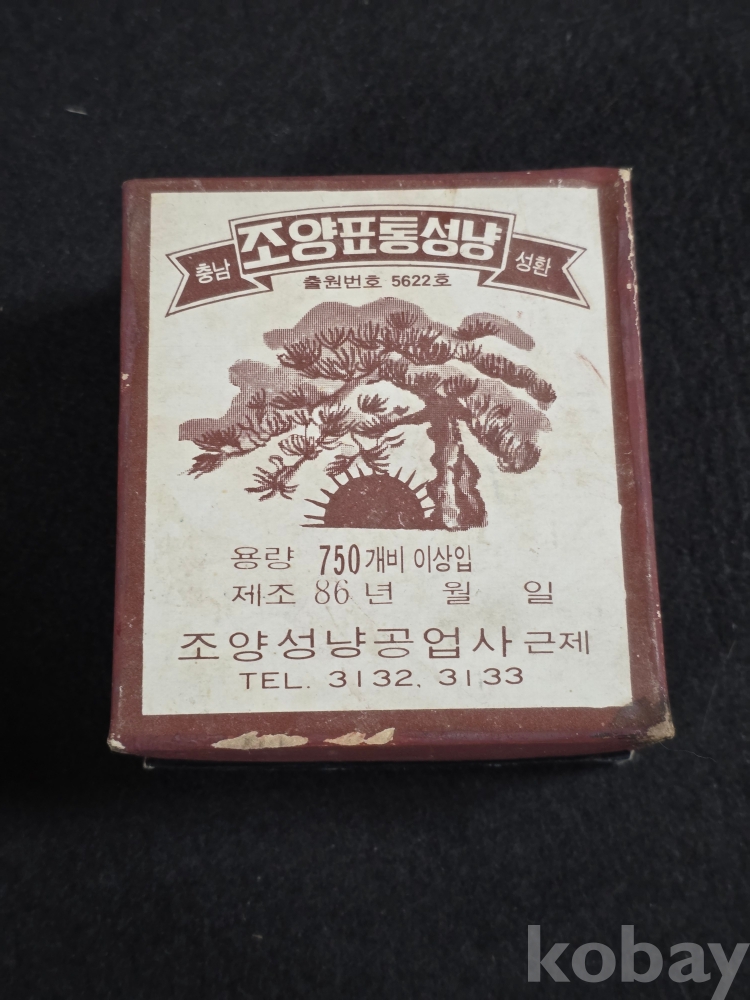 충남 조양표통성냥 성환
출원번호 5622호
용량 750개비 이상입
제조 86년 월 일
조양성냥공업사 근제
TEL. 3132, 3133
kobay